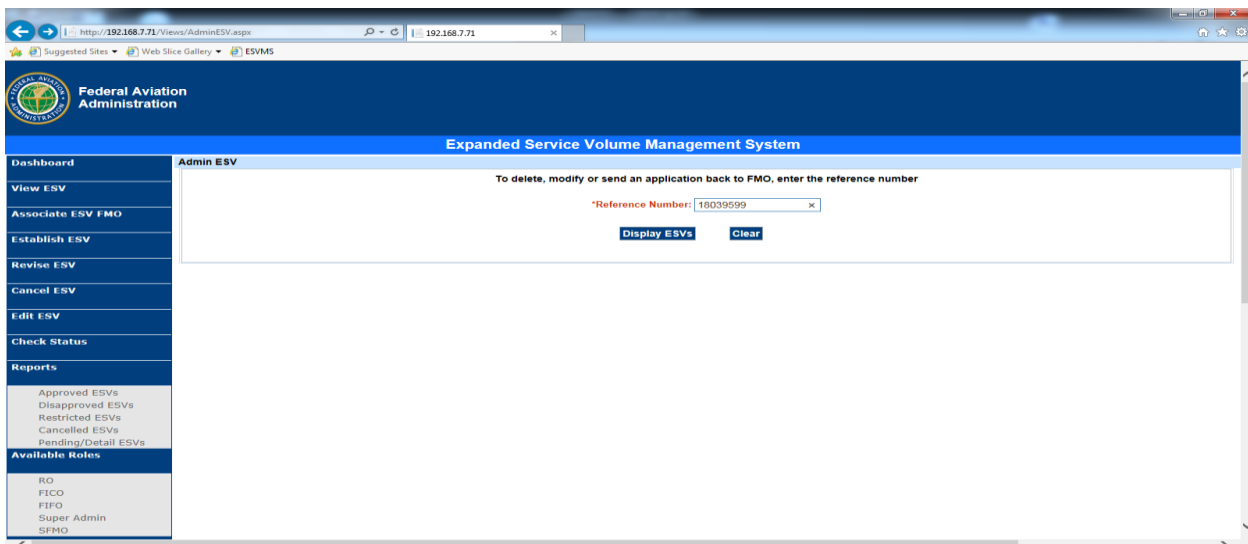 http://192.168.7.71/Views/AdminESV.aspx
192.168.7.71
Suggested Sites
Web Slice Gallery
ESVMS
Federal Aviation
Administration
Expanded Service Volume Management System
Dashboard
View ESV
Associate ESV FMO
Establish ESV
Revise ESV
Cancel ESV
Edit ESV
Check Status
Reports
Approved ESVs
Disapproved ESVs
Restricted ESVs
Cancelled ESVs
Pending/Detail ESVs
Available Roles
RO
FICO
FIFO
Super Admin
SFMO
Admin ESV
To delete, modify or send an application back to FMO, enter the reference number
*Reference Number: 18039599
Display ESVs Clear